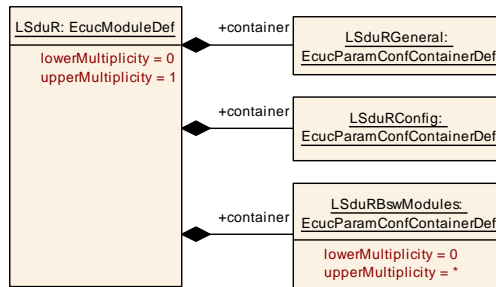 LSduR: EcucModuleDef
lowerMultiplicity = 0
upperMultiplicity = 1
+container
LSduRGeneral:
EcucParamConfContainerDef
+container
LSduRConfig:
EcucParamConfContainerDef
+container
LSduRBswModules:
EcucParamConfContainerDef
lowerMultiplicity = 0
upperMultiplicity = *